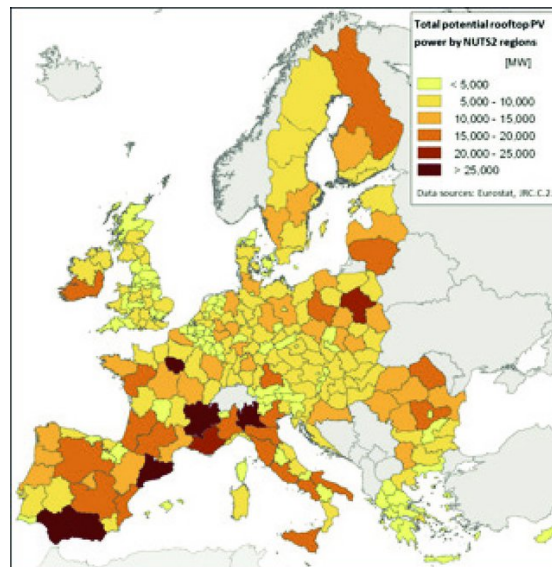 Total potential rooftop PV
power by NUTS2 regions
[MW]
< 5,000
5,000 - 10,000
10,000 - 15,000
15,000 - 20,000
20,000 - 25,000
> 25,000
Data sources: Eurostat, JRC.C.2